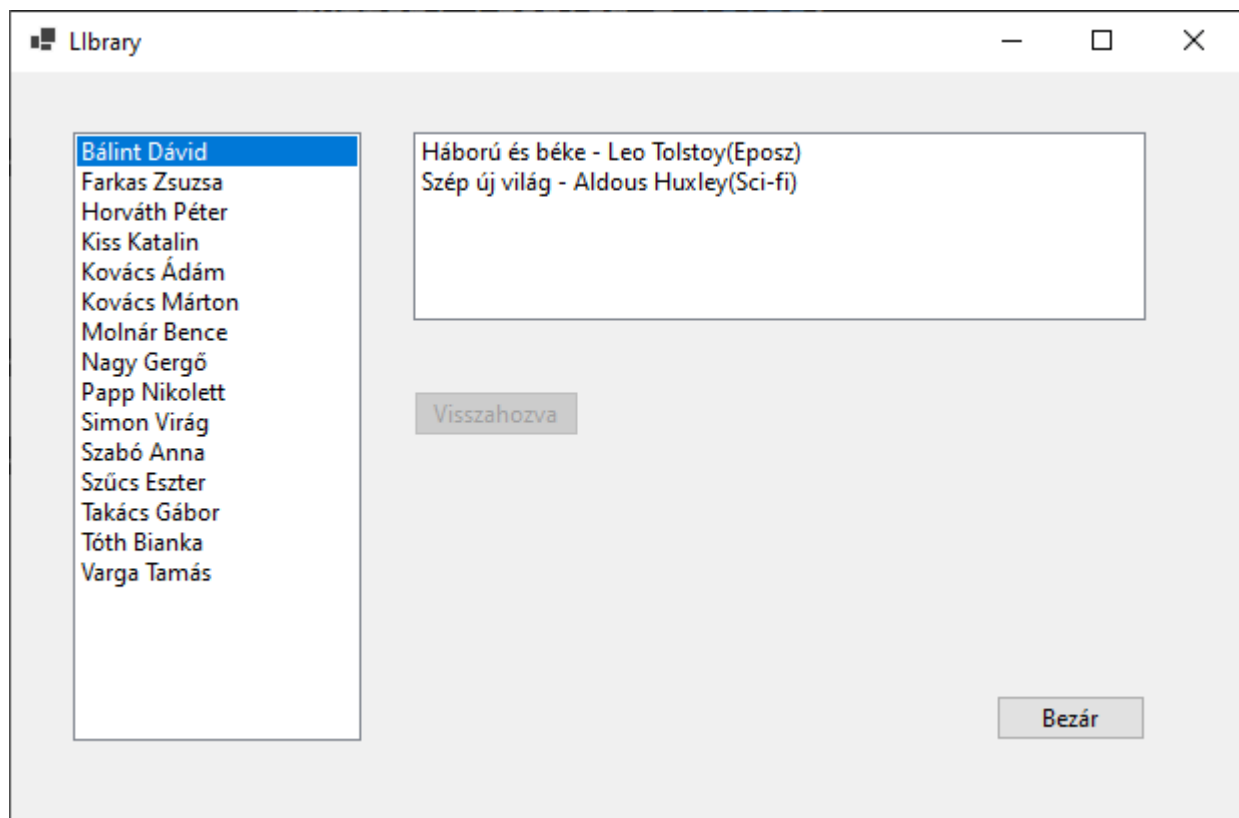 LIbrary
Bálint Dávid
Farkas Zsuzsa
Horváth Péter
Kiss Katalin
Kovács Ádám
Kovács Márton
Molnár Bence
Nagy Gergő
Papp Nikolett
Simon Virág
Szabó Anna
Szűcs Eszter
Takács Gábor
Tóth Bianka
Varga Tamás
Háború és béke - Leo Tolstoy(Eposz)
Szép új világ - Aldous Huxley(Sci-fi)
Visszahozva
Bezár